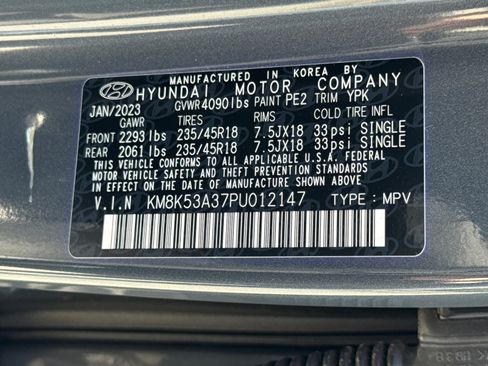 MANUFACTURED IN KOREA BY
HYUNDAI MOTOR COMPANY
JAN/2023 GVWR 4090lbs PAINT PE2 TRIM YPK
GAWR TIRES RIMS COLD TIRE INFL
FRONT 2293lbs 235/45R18 7.5JX18 33psi SINGLE
REAR 2061lbs 235/45R18 7.5JX18 33psi SINGLE
THIS VEHICLE CONFORMS TO ALL APPLICABLE U.S.A. FEDERAL
MOTOR VEHICLE SAFETY AND THEFT PREVENTION STANDARDS
IN EFFECT ON THE DATE OF MANUFACTURE SHOWN ABOVE.
V.I.N KM8K53A37PU012147 TYPE : MPV